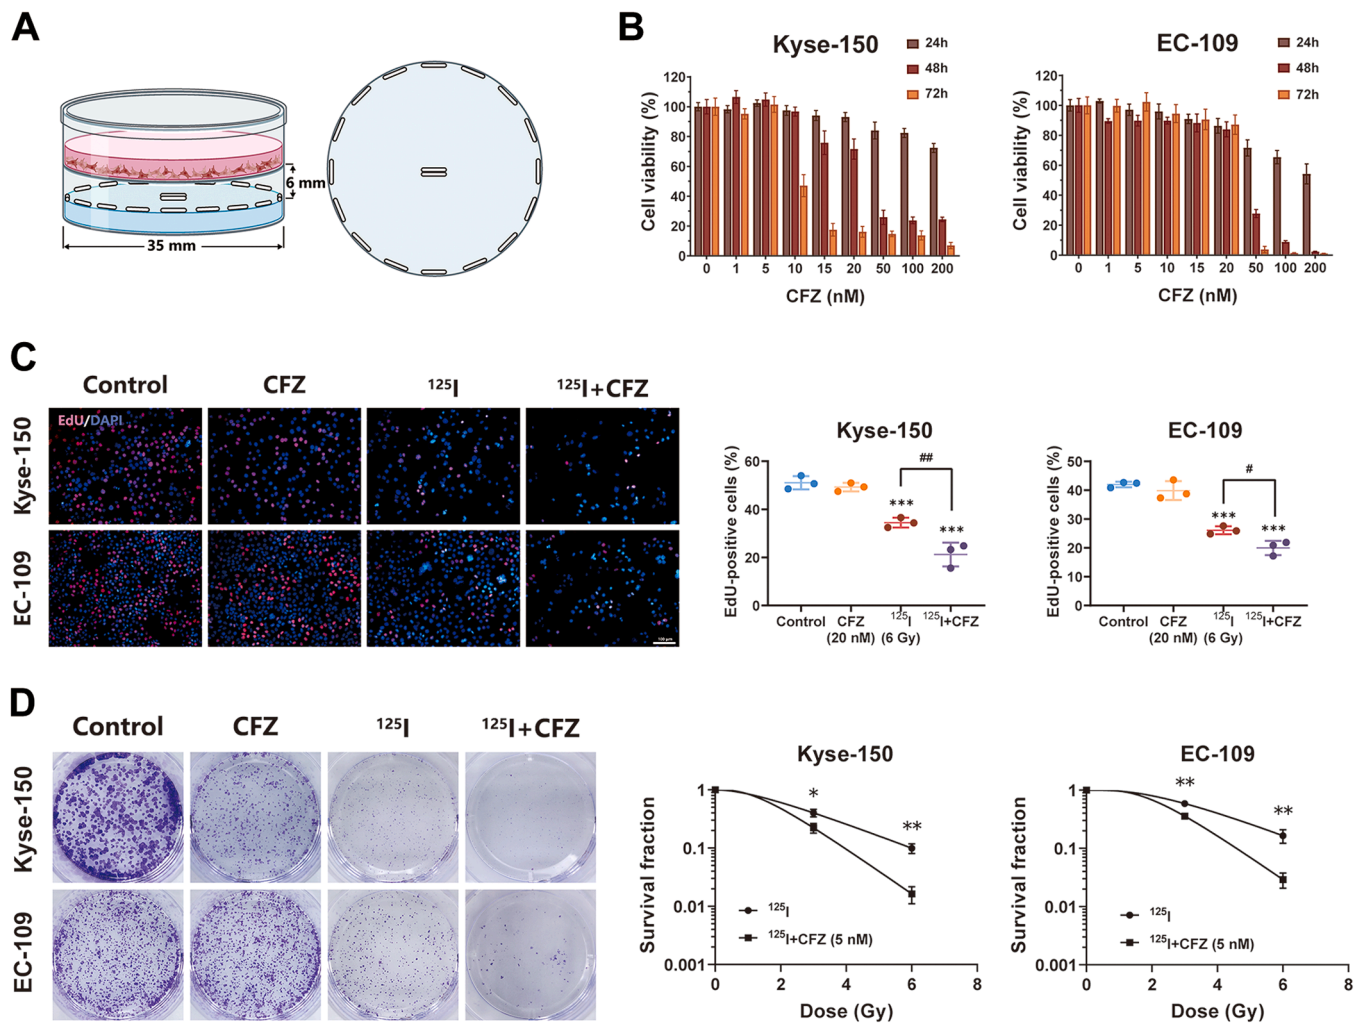 A
6 mm
35 mm
B
Kyse-150
24h
48h
72h
Cell viability (%)
120
100
80
60
40
20
0
0 1 5 10 15 20 50 100 200
CFZ (nM)
EC-109
24h
48h
72h
Cell viability (%)
120
100
80
60
40
20
0
0 1 5 10 15 20 50 100 200
CFZ (nM)
C
Control CFZ ¹²⁵I ¹²⁵I+CFZ
Kyse-150
EdU/DAPI
EC-109
100 μm
Kyse-150
EdU-positive cells (%)
60
40
20
0
##
***
***
Control CFZ ¹²⁵I ¹²⁵I+CFZ
(20 nM) (6 Gy)
EC-109
EdU-positive cells (%)
50
40
30
20
10
0
#
***
***
Control CFZ ¹²⁵I ¹²⁵I+CFZ
(20 nM) (6 Gy)
D
Control CFZ ¹²⁵I ¹²⁵I+CFZ
Kyse-150
EC-109
Kyse-150
Survival fraction
1
0.1
0.01
0.001
*
**
¹²⁵I
¹²⁵I+CFZ (5 nM)
0 2 4 6 8
Dose (Gy)
EC-109
Survival fraction
1
0.1
0.01
0.001
**
**
¹²⁵I
¹²⁵I+CFZ (5 nM)
0 2 4 6 8
Dose (Gy)